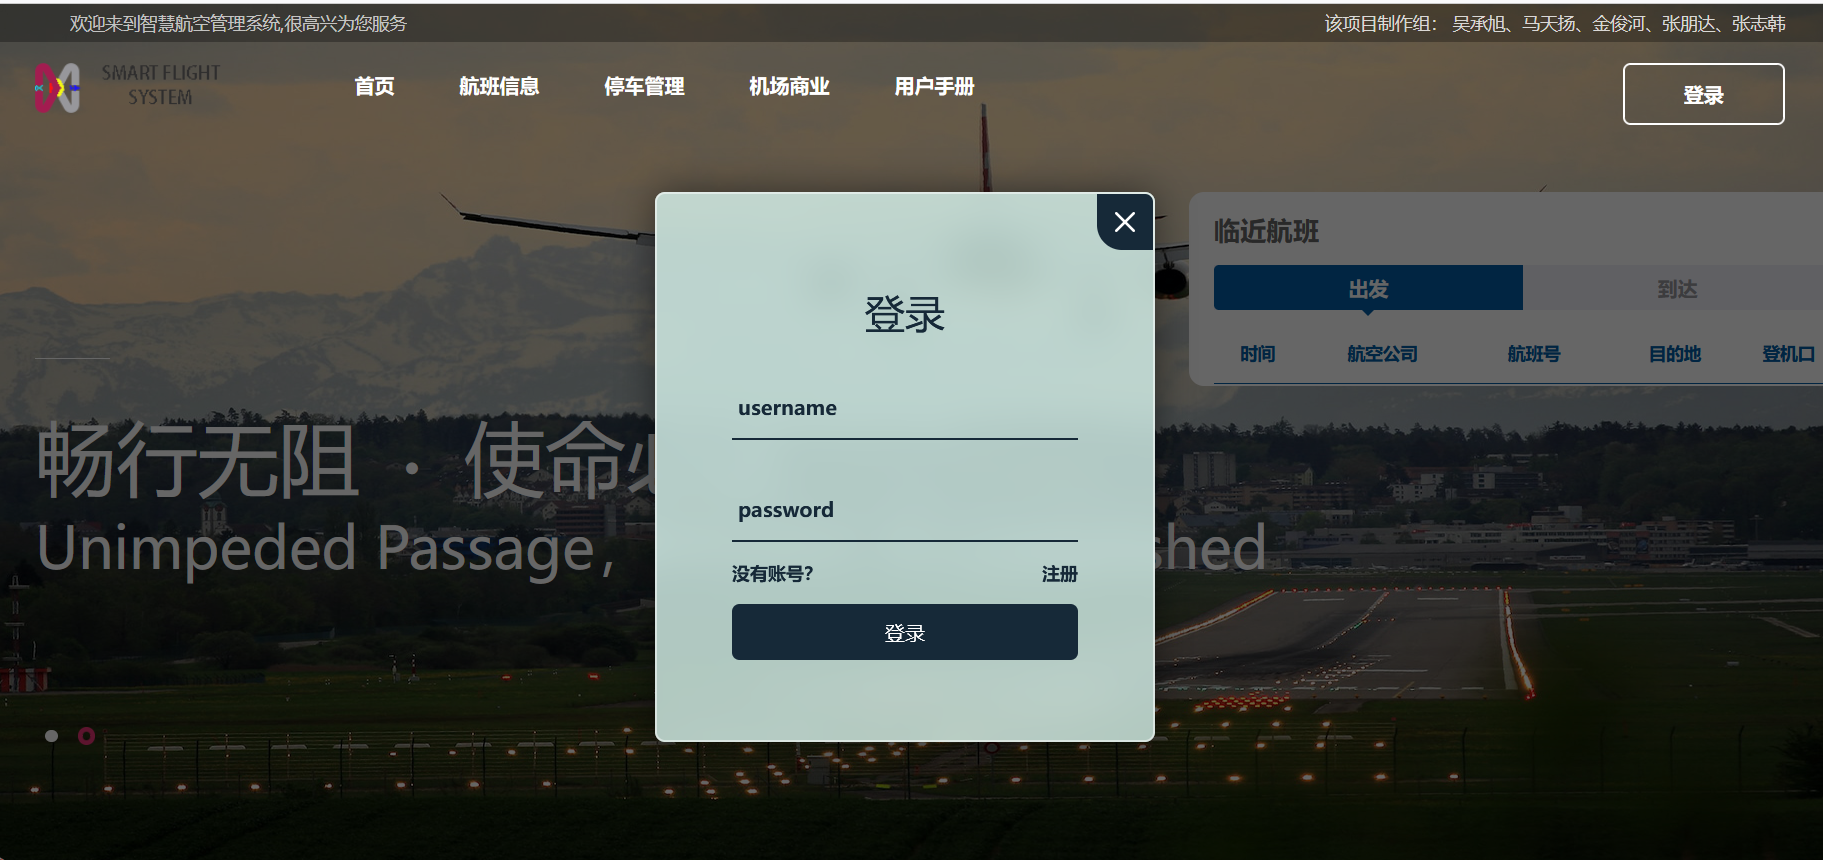 欢迎来到智慧航空管理系统,很高兴为您服务
该项目制作组： 吴承旭、马天扬、金俊河、张朋达、张志韩
SMART FLIGHT
SYSTEM
首页 航班信息 停车管理 机场商业 用户手册
登录
临近航班
出发 到达
时间 航空公司 航班号 目的地 登机口
登录
username
password
没有账号? 注册
登录
畅行无阻 · 使命
Unimpeded Passage,
shed